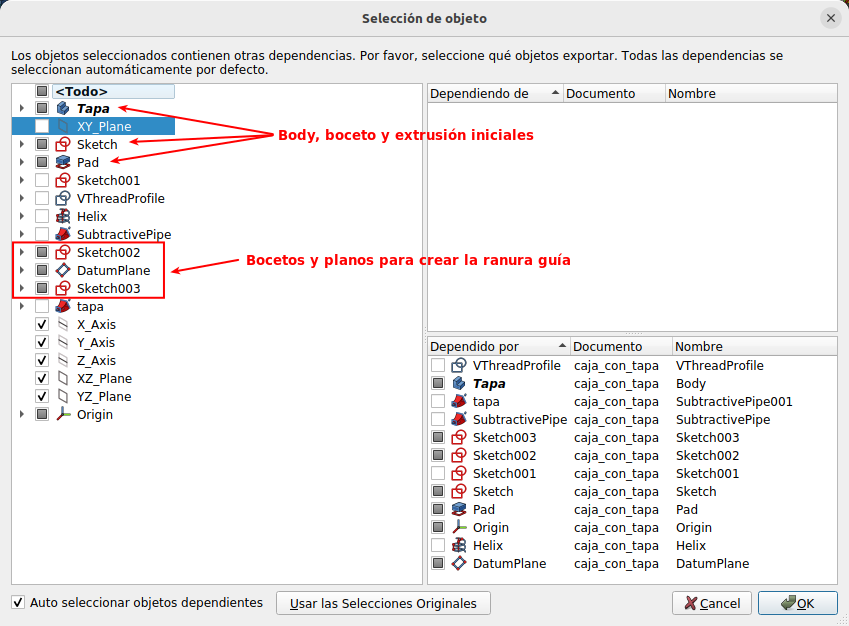 Selección de objeto
Los objetos seleccionados contienen otras dependencias. Por favor, seleccione qué objetos exportar. Todas las dependencias se
seleccionan automáticamente por defecto.
<Todo>
Tapa
XY_Plane
Sketch
Pad
Sketch001
VThreadProfile
Helix
SubtractivePipe
Sketch002
DatumPlane
Sketch003
tapa
X_Axis
Y_Axis
Z_Axis
XZ_Plane
YZ_Plane
Origin
Body, boceto y extrusión iniciales
Bocetos y planos para crear la ranura guía
Dependiendo de Documento Nombre
Dependido por Documento Nombre
VThreadProfile caja_con_tapa VThreadProfile
Tapa caja_con_tapa Body
tapa caja_con_tapa SubtractivePipe001
SubtractivePipe caja_con_tapa SubtractivePipe
Sketch003 caja_con_tapa Sketch003
Sketch002 caja_con_tapa Sketch002
Sketch001 caja_con_tapa Sketch001
Sketch caja_con_tapa Sketch
Pad caja_con_tapa Pad
Origin caja_con_tapa Origin
Helix caja_con_tapa Helix
DatumPlane caja_con_tapa DatumPlane
Auto seleccionar objetos dependientes
Usar las Selecciones Originales
Cancel
OK